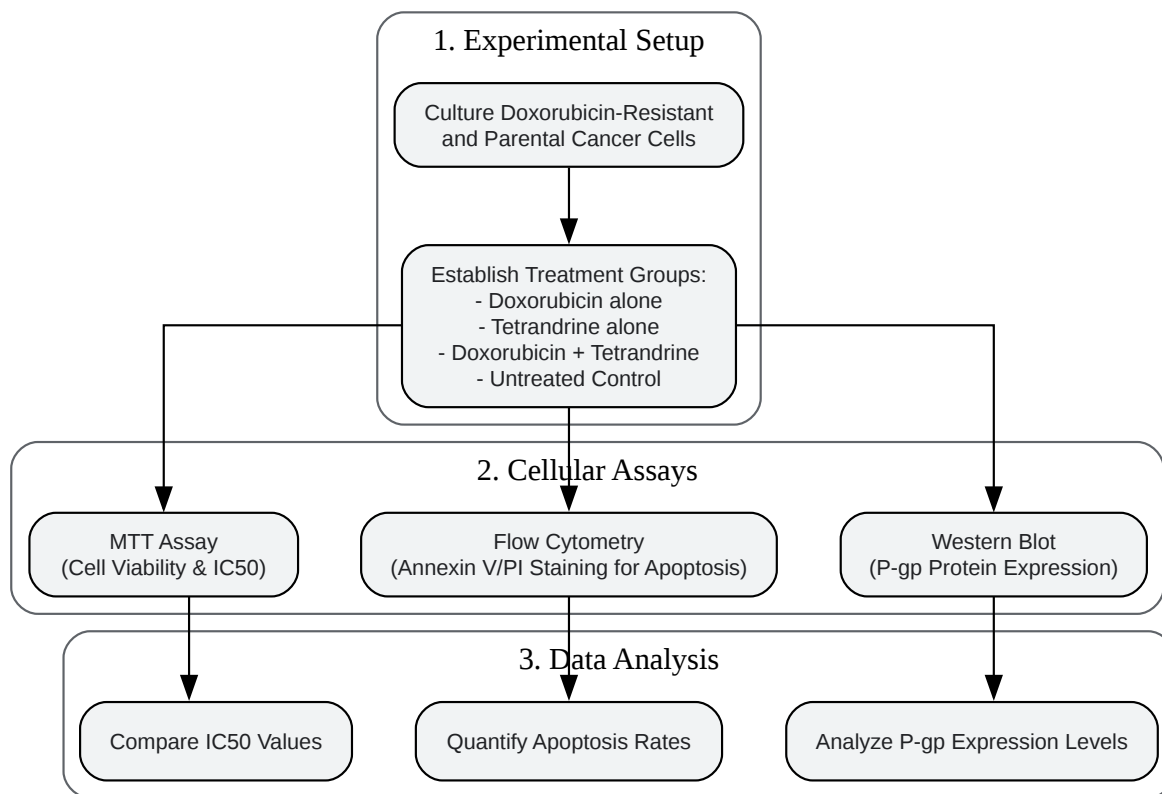 1. Experimental Setup
Culture Doxorubicin-Resistant
and Parental Cancer Cells
Establish Treatment Groups:
- Doxorubicin alone
- Tetrandrine alone
- Doxorubicin + Tetrandrine
- Untreated Control
2. Cellular Assays
MTT Assay
(Cell Viability & IC50)
Flow Cytometry
(Annexin V/PI Staining for Apoptosis)
Western Blot
(P-gp Protein Expression)
3. Data Analysis
Compare IC50 Values
Quantify Apoptosis Rates
Analyze P-gp Expression Levels